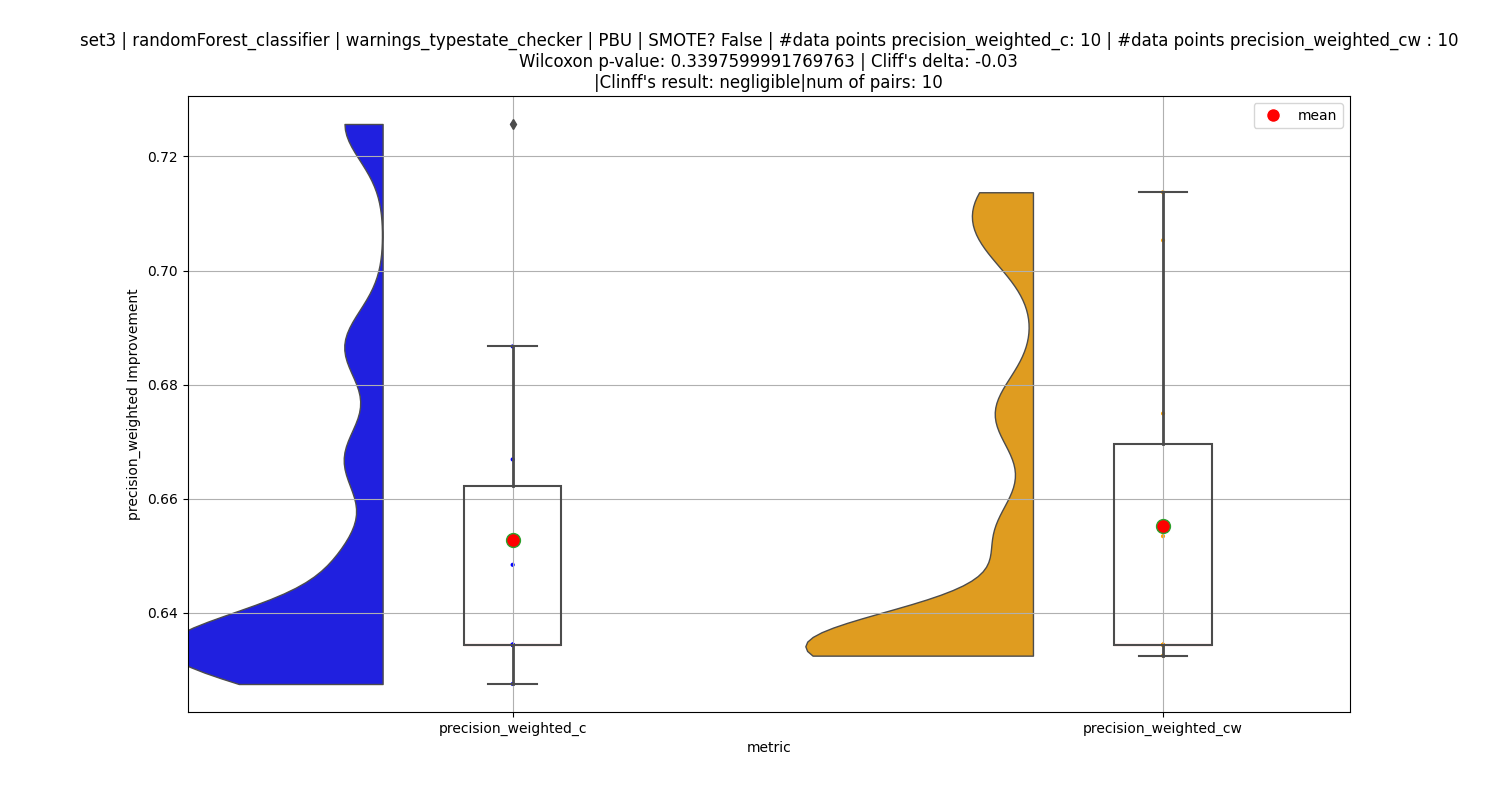 set3 | randomForest_classifier | warnings_typestate_checker | PBU | SMOTE? False | #data points precision_weighted_c: 10 | #data points precision_weighted_cw : 10
Wilcoxon p-value: 0.3397599991769763 | Cliff's delta: -0.03
|Clinff's result: negligible|num of pairs: 10
mean
0.72
0.70
0.68
0.66
0.64
precision_weighted Improvement
precision_weighted_c
precision_weighted_cw
metric